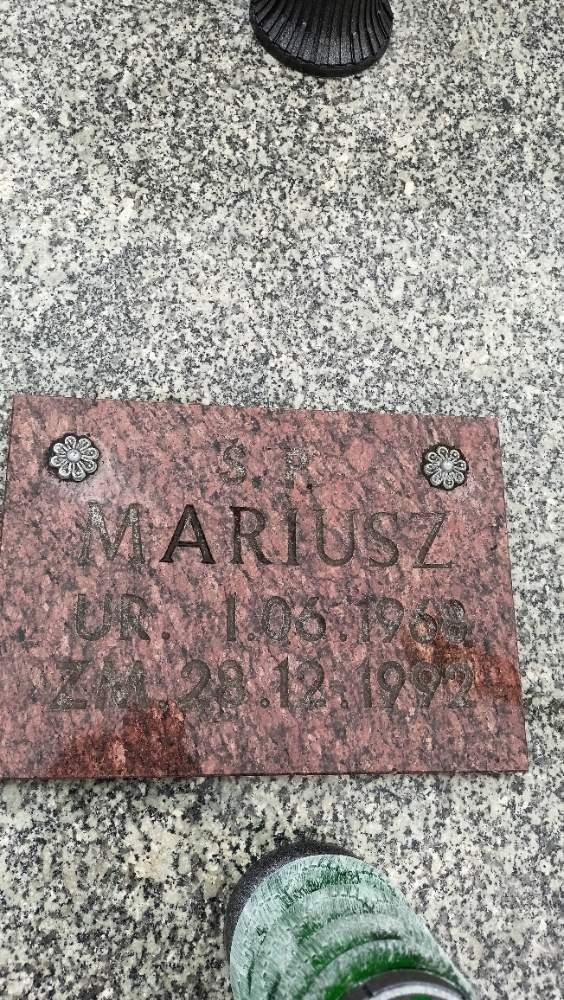 Ś P.
MARIUSZ
UR. 1.06.1968
ZM.28.12.1992